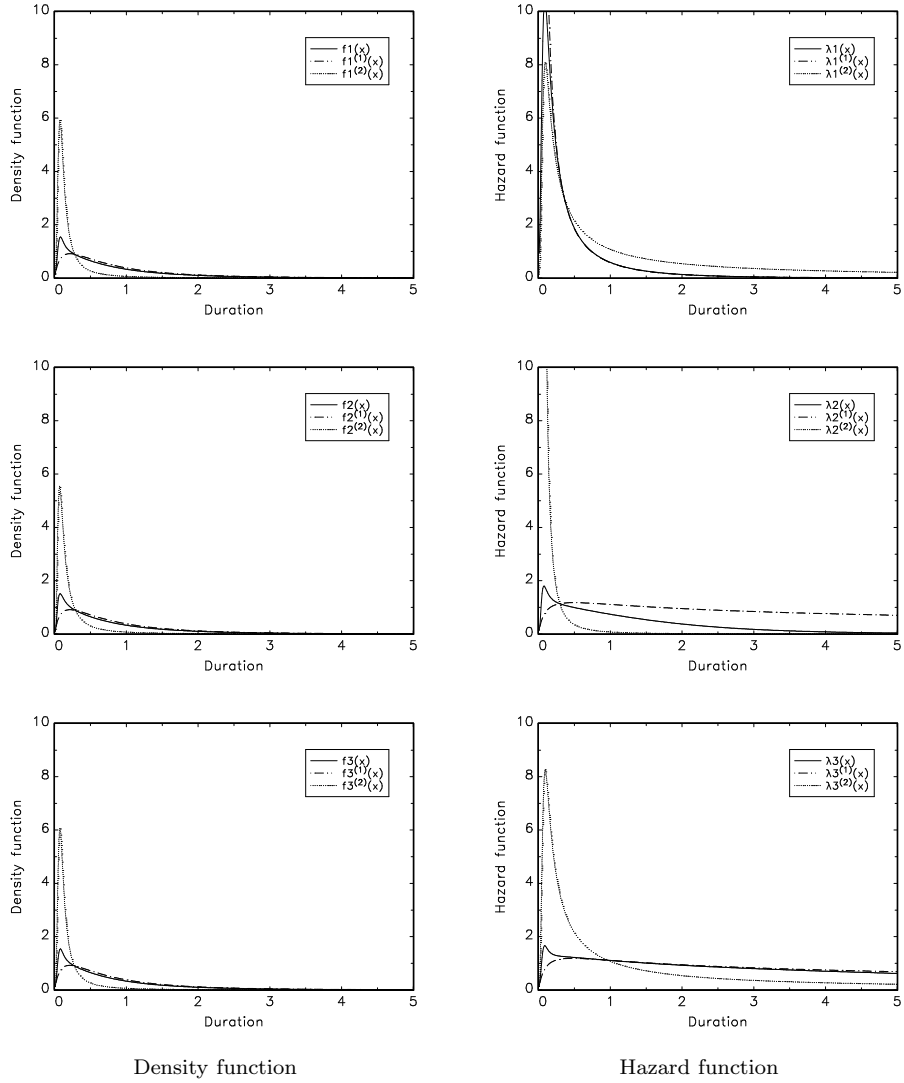 10
8
6
4
2
0
Density function
f1(x)
f1(1)(x)
f1(2)(x)
0 1 2 3 4 5
Duration
10
8
6
4
2
0
Hazard function
λ1(x)
λ1(1)(x)
λ1(2)(x)
0 1 2 3 4 5
Duration
10
8
6
4
2
0
Density function
f2(x)
f2(1)(x)
f2(2)(x)
0 1 2 3 4 5
Duration
10
8
6
4
2
0
Hazard function
λ2(x)
λ2(1)(x)
λ2(2)(x)
0 1 2 3 4 5
Duration
10
8
6
4
2
0
Density function
f3(x)
f3(1)(x)
f3(2)(x)
0 1 2 3 4 5
Duration
10
8
6
4
2
0
Hazard function
λ3(x)
λ3(1)(x)
λ3(2)(x)
0 1 2 3 4 5
Duration
Density function
Hazard function